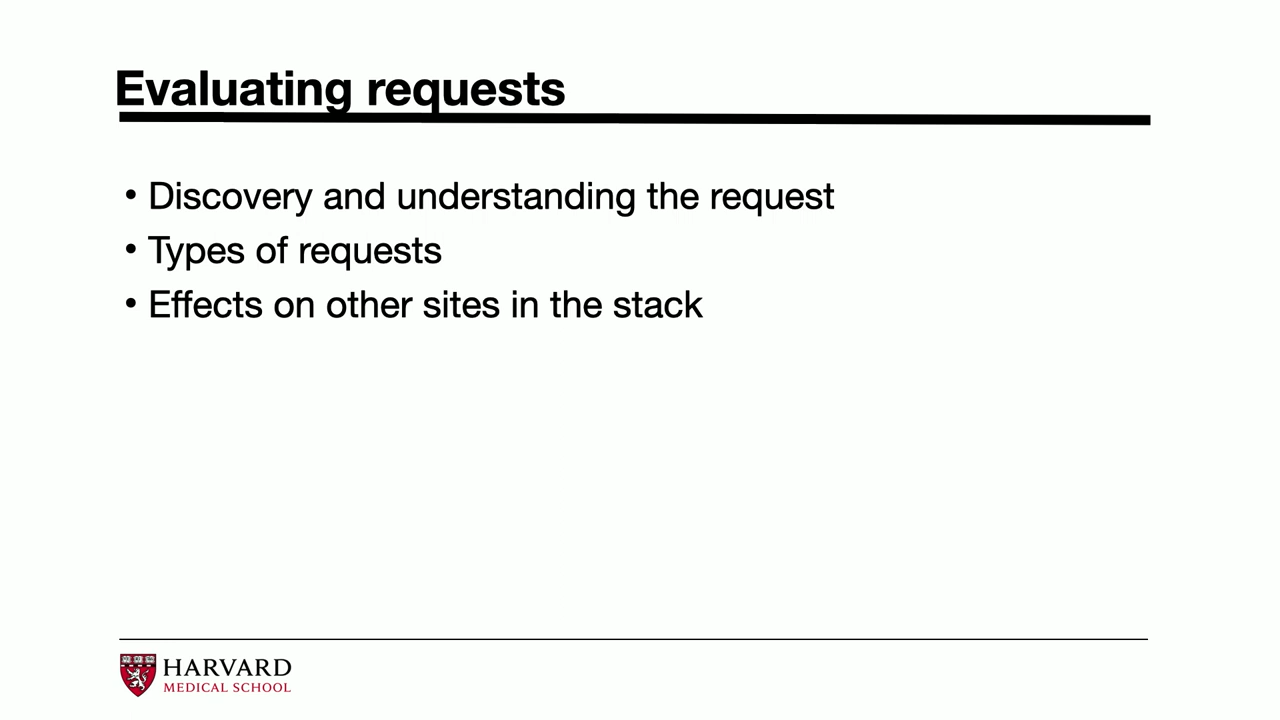 Evaluating requests
• Discovery and understanding the request
• Types of requests
• Effects on other sites in the stack
HARVARD
MEDICAL SCHOOL